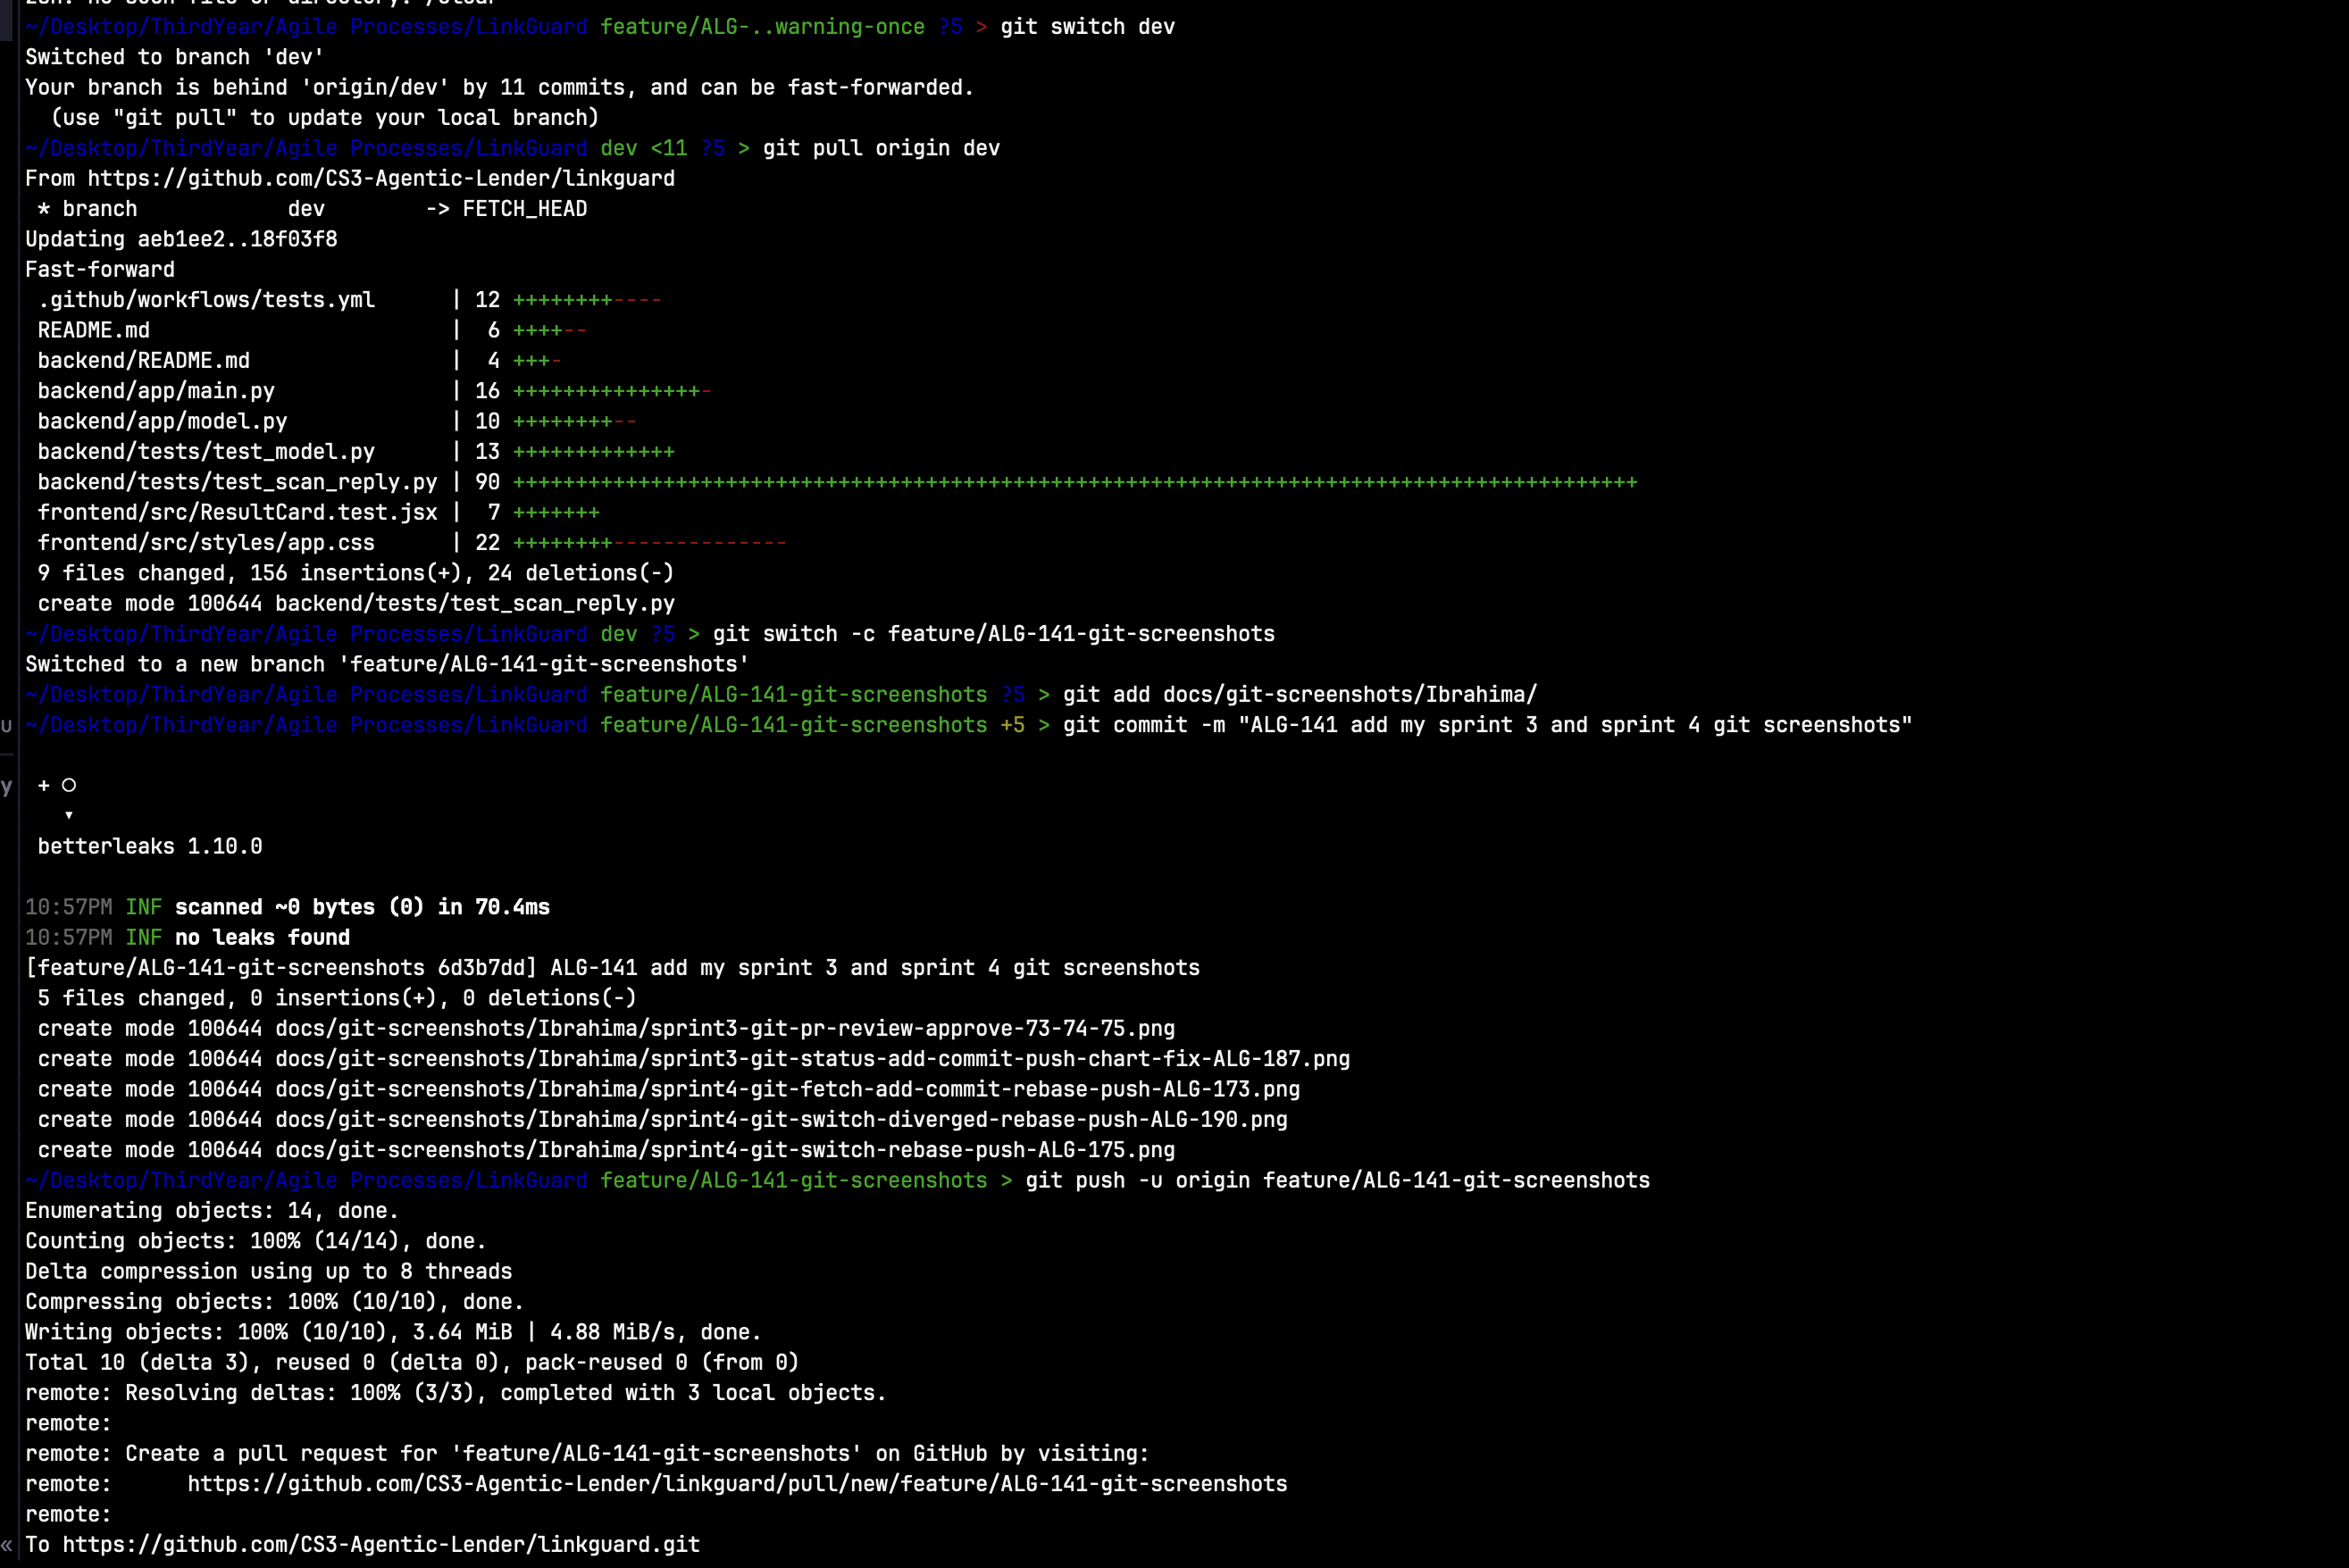 ~/Desktop/ThirdYear/Agile Processes/LinkGuard feature/ALG-..warning-once ?5 > git switch dev
Switched to branch 'dev'
Your branch is behind 'origin/dev' by 11 commits, and can be fast-forwarded.
  (use "git pull" to update your local branch)
~/Desktop/ThirdYear/Agile Processes/LinkGuard dev <11 ?5 > git pull origin dev
From https://github.com/CS3-Agentic-Lender/linkguard
 * branch            dev        -> FETCH_HEAD
Updating aeb1ee2..18f03f8
Fast-forward
 .github/workflows/tests.yml      | 12 ++++++++----
 README.md                        |  6 ++++--
 backend/README.md                |  4 +++-
 backend/app/main.py              | 16 +++++++++++++++-
 backend/app/model.py             | 10 ++++++++--
 backend/tests/test_model.py      | 13 +++++++++++++
 backend/tests/test_scan_reply.py | 90 ++++++++++++++++++++++++++++++++++++++++++++++++++++++++++++++++++++++++++++++++++++++++++
 frontend/src/ResultCard.test.jsx |  7 +++++++
 frontend/src/styles/app.css      | 22 ++++++++--------------
 9 files changed, 156 insertions(+), 24 deletions(-)
 create mode 100644 backend/tests/test_scan_reply.py
~/Desktop/ThirdYear/Agile Processes/LinkGuard dev ?5 > git switch -c feature/ALG-141-git-screenshots
Switched to a new branch 'feature/ALG-141-git-screenshots'
~/Desktop/ThirdYear/Agile Processes/LinkGuard feature/ALG-141-git-screenshots ?5 > git add docs/git-screenshots/Ibrahima/
~/Desktop/ThirdYear/Agile Processes/LinkGuard feature/ALG-141-git-screenshots +5 > git commit -m "ALG-141 add my sprint 3 and sprint 4 git screenshots"
 + ○
   ▾
 betterleaks 1.10.0
10:57PM INF scanned ~0 bytes (0) in 70.4ms
10:57PM INF no leaks found
[feature/ALG-141-git-screenshots 6d3b7dd] ALG-141 add my sprint 3 and sprint 4 git screenshots
 5 files changed, 0 insertions(+), 0 deletions(-)
 create mode 100644 docs/git-screenshots/Ibrahima/sprint3-git-pr-review-approve-73-74-75.png
 create mode 100644 docs/git-screenshots/Ibrahima/sprint3-git-status-add-commit-push-chart-fix-ALG-187.png
 create mode 100644 docs/git-screenshots/Ibrahima/sprint4-git-fetch-add-commit-rebase-push-ALG-173.png
 create mode 100644 docs/git-screenshots/Ibrahima/sprint4-git-switch-diverged-rebase-push-ALG-190.png
 create mode 100644 docs/git-screenshots/Ibrahima/sprint4-git-switch-rebase-push-ALG-175.png
~/Desktop/ThirdYear/Agile Processes/LinkGuard feature/ALG-141-git-screenshots > git push -u origin feature/ALG-141-git-screenshots
Enumerating objects: 14, done.
Counting objects: 100% (14/14), done.
Delta compression using up to 8 threads
Compressing objects: 100% (10/10), done.
Writing objects: 100% (10/10), 3.64 MiB | 4.88 MiB/s, done.
Total 10 (delta 3), reused 0 (delta 0), pack-reused 0 (from 0)
remote: Resolving deltas: 100% (3/3), completed with 3 local objects.
remote:
remote: Create a pull request for 'feature/ALG-141-git-screenshots' on GitHub by visiting:
remote:      https://github.com/CS3-Agentic-Lender/linkguard/pull/new/feature/ALG-141-git-screenshots
remote:
To https://github.com/CS3-Agentic-Lender/linkguard.git